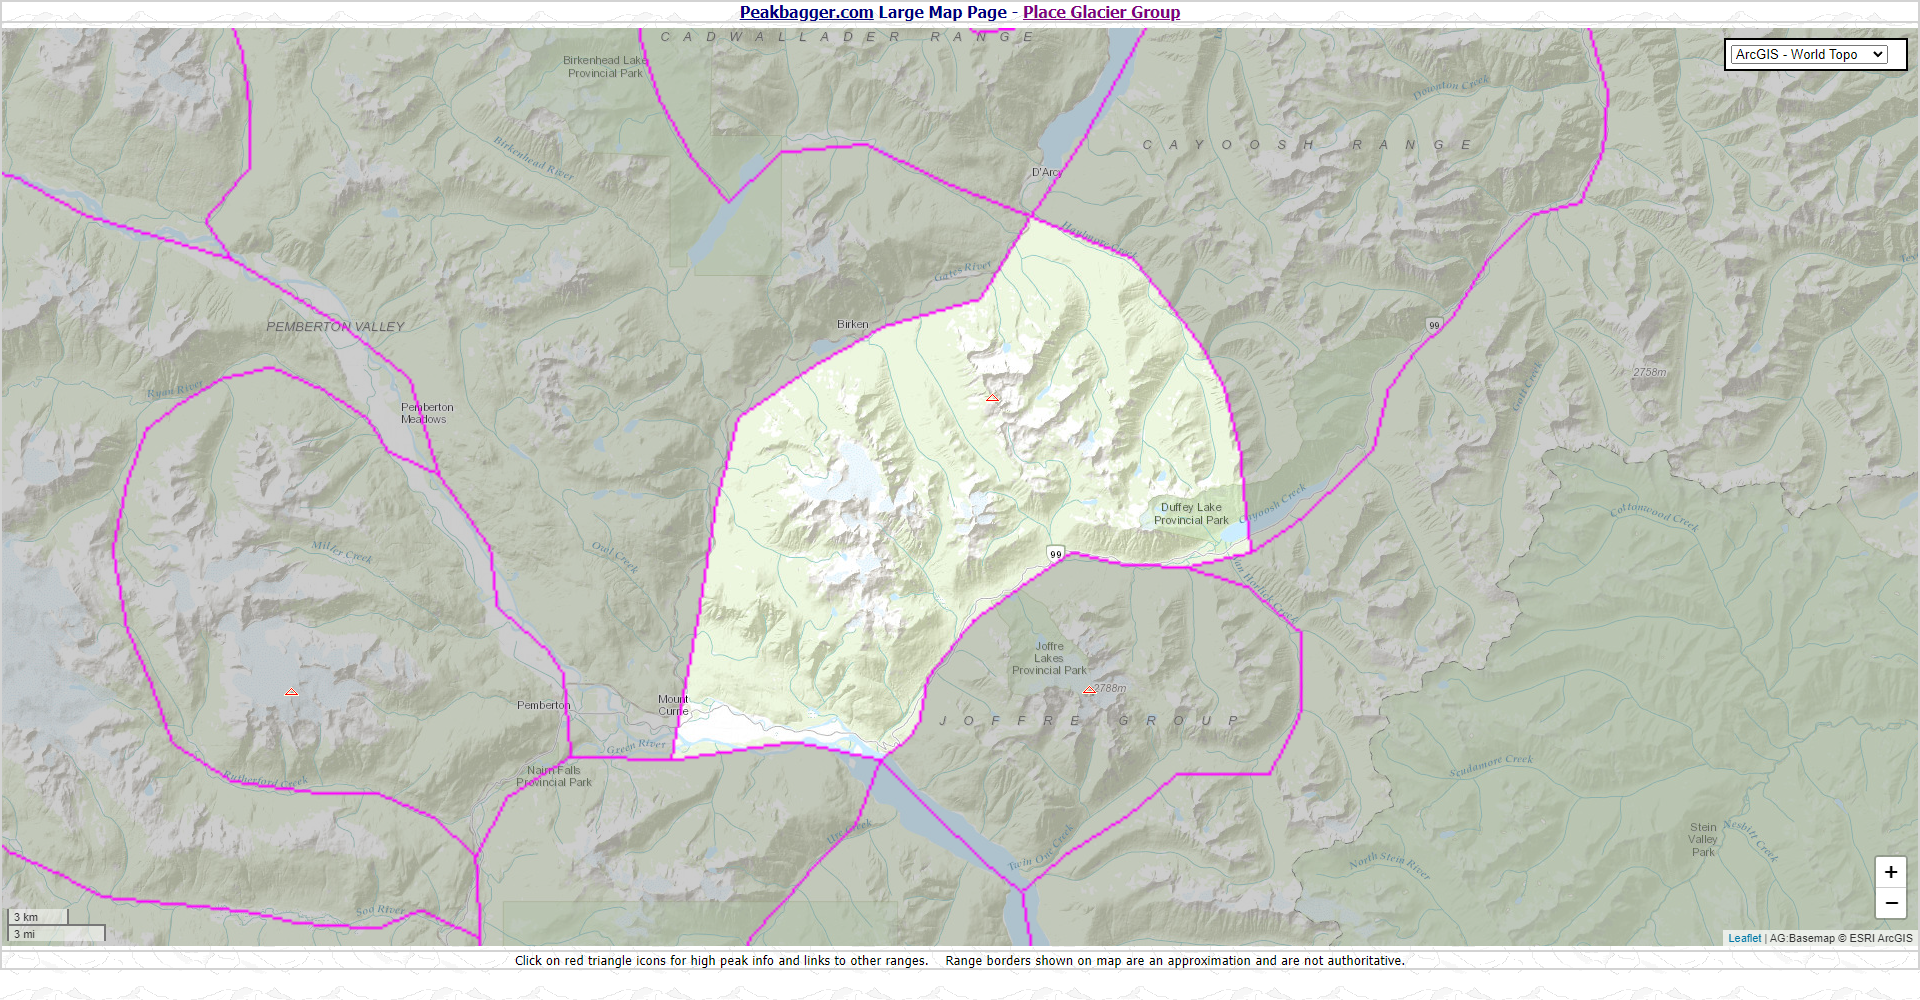 Peakbagger.com Large Map Page - Place Glacier Group
CADWALLADER RANGE
ArcGIS - World Topo
Birkenhead Lake
Provincial Park
Downton Creek
Birkenhead River
CAYOOSH RANGE
D'Arcy
Haylmore Creek
Gates River
PEMBERTON VALLEY
Birken
99
2758m
Ryan River
Golf Creek
Pemberton
Meadows
Duffey Lake
Provincial Park
Cayoosh Creek
Cottonwood Creek
Miller Creek
Owl Creek
99
Van Horlick Creek
Joffre
Lakes
Provincial Park
2788m
Mount
Currie
Pemberton
JOFFRE GROUP
Green River
Nairn Falls
Provincial Park
Rutherford Creek
Scudamore Creek
Ure Creek
Twin One Creek
Stein
Valley
Park
Nesbitt Creek
North Stein River
Soo River
+
−
3 km
3 mi
Leaflet | AG:Basemap © ESRI ArcGIS
Click on red triangle icons for high peak info and links to other ranges. Range borders shown on map are an approximation and are not authoritative.